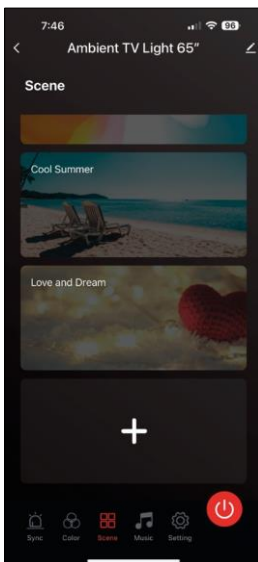 7:46
96
Ambient TV Light 65”
Scene
Cool Summer
Love and Dream
Sync Color Scene Music Setting